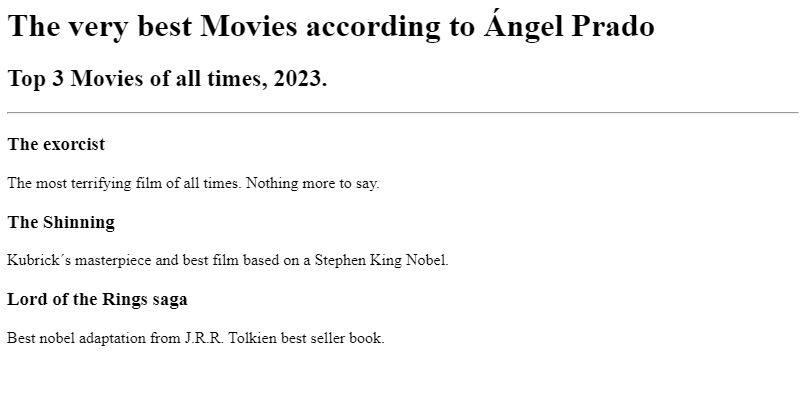 The very best Movies according to Ángel Prado
Top 3 Movies of all times, 2023.
The exorcist
The most terrifying film of all times. Nothing more to say.
The Shinning
Kubrick´s masterpiece and best film based on a Stephen King Nobel.
Lord of the Rings saga
Best nobel adaptation from J.R.R. Tolkien best seller book.